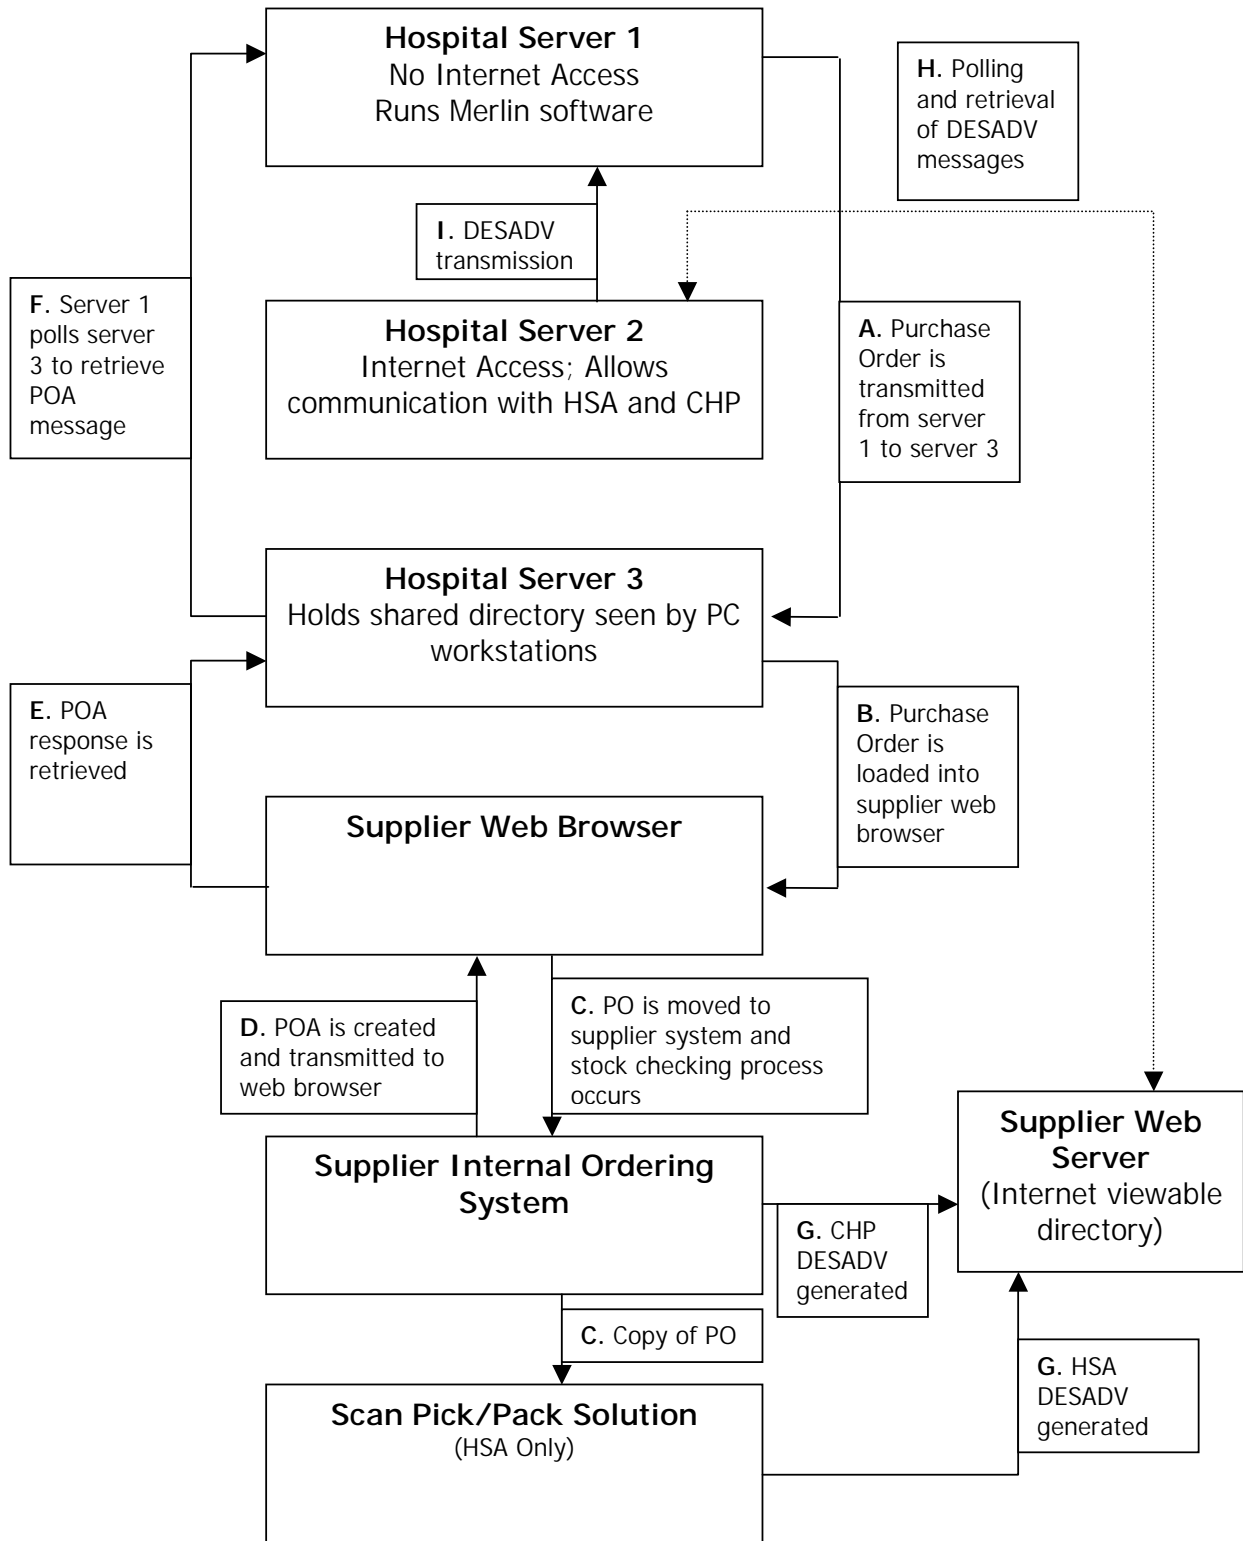 Hospital Server 1
No Internet Access
Runs Merlin software
H. Polling
and retrieval
of DESADV
messages
I. DESADV
transmission
F. Server 1
polls server
3 to retrieve
POA
message
Hospital Server 2
Internet Access; Allows
communication with HSA and CHP
A. Purchase
Order is
transmitted
from server
1 to server 3
Hospital Server 3
Holds shared directory seen by PC
workstations
E. POA
response is
retrieved
B. Purchase
Order is
loaded into
supplier web
browser
Supplier Web Browser
D. POA is created
and transmitted to
web browser
C. PO is moved to
supplier system and
stock checking process
occurs
Supplier Internal Ordering
System
Supplier Web
Server
(Internet viewable
directory)
G. CHP
DESADV
generated
C. Copy of PO
G. HSA
DESADV
generated
Scan Pick/Pack Solution
(HSA Only)